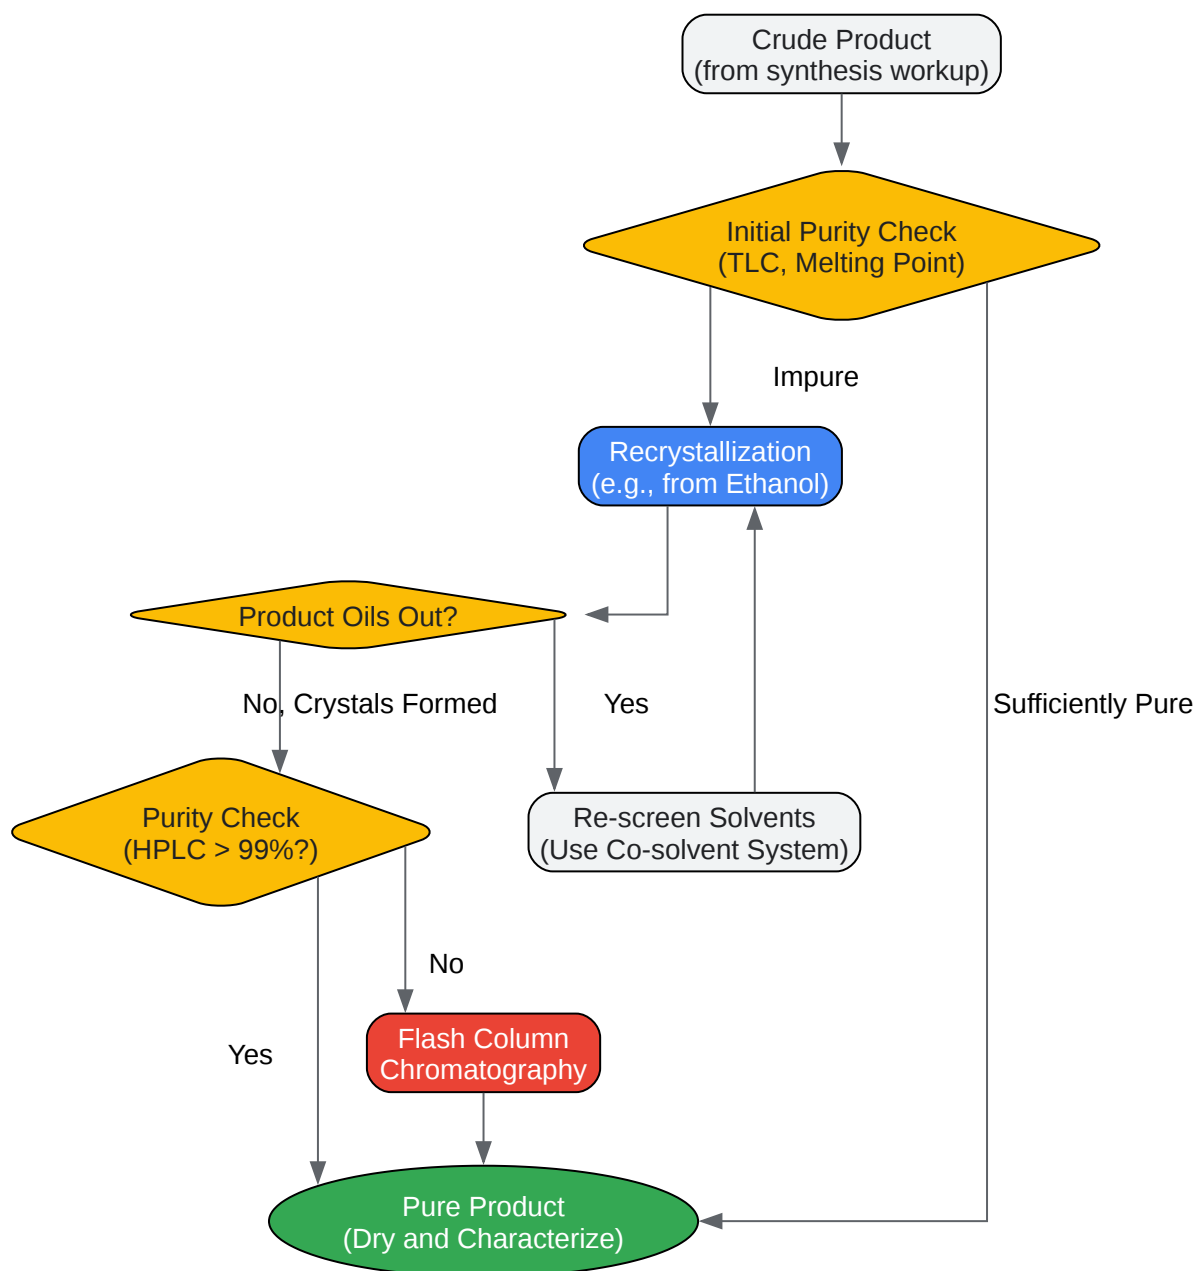 Crude Product
(from synthesis workup)
Initial Purity Check
(TLC, Melting Point)
Impure
Recrystallization
(e.g., from Ethanol)
Product Oils Out?
No, Crystals Formed
Yes
Sufficiently Pure
Purity Check
(HPLC > 99%?)
Re-screen Solvents
(Use Co-solvent System)
No
Yes
Flash Column
Chromatography
Pure Product
(Dry and Characterize)